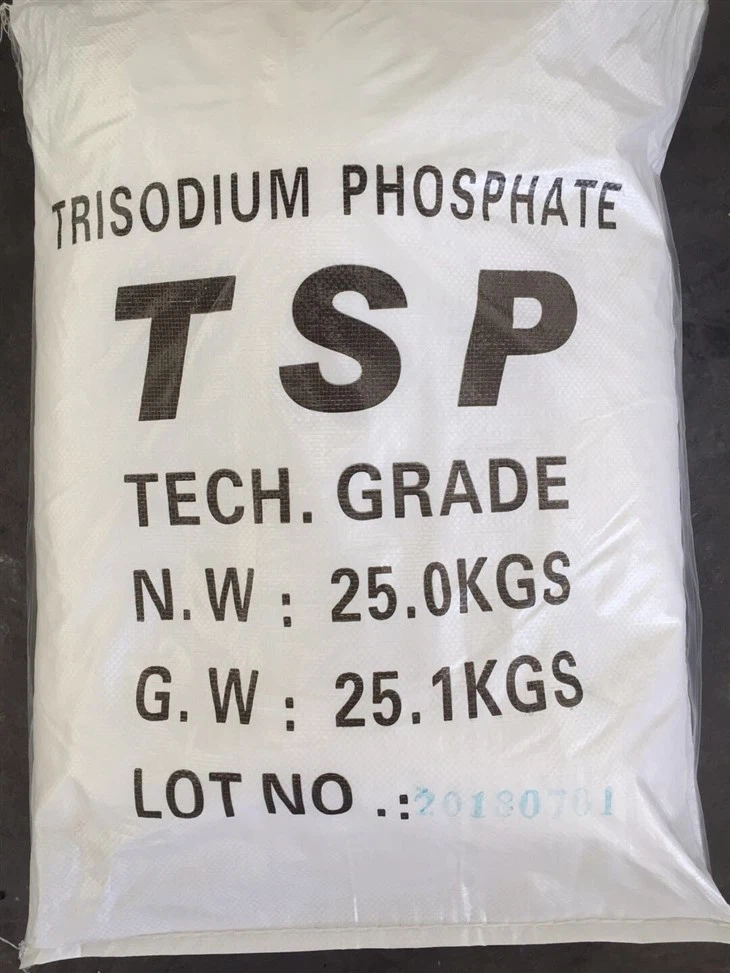 TRISODIUM PHOSPHATE
TSP
TECH. GRADE
N.W: 25.0KGS
G.W: 25.1KGS
LOT NO .:20180701